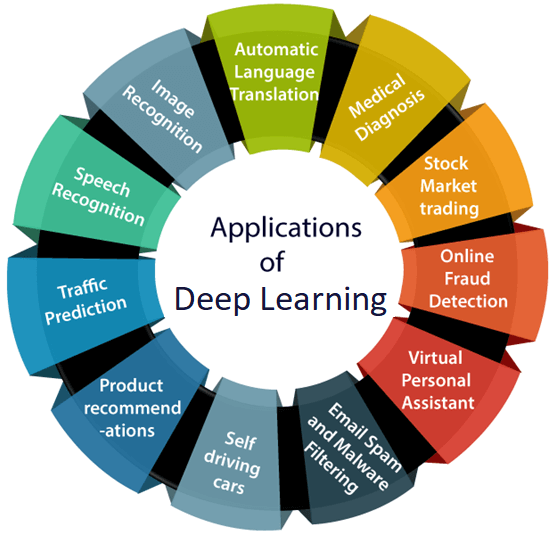 Applications
of
Deep Learning
Automatic
Language
Translation
Medical
Diagnosis
Stock
Market
trading
Online
Fraud
Detection
Virtual
Personal
Assistant
Email Spam
and Malware
Filtering
Self
driving
cars
Product
recommend
-ations
Traffic
Prediction
Speech
Recognition
Image
Recognition